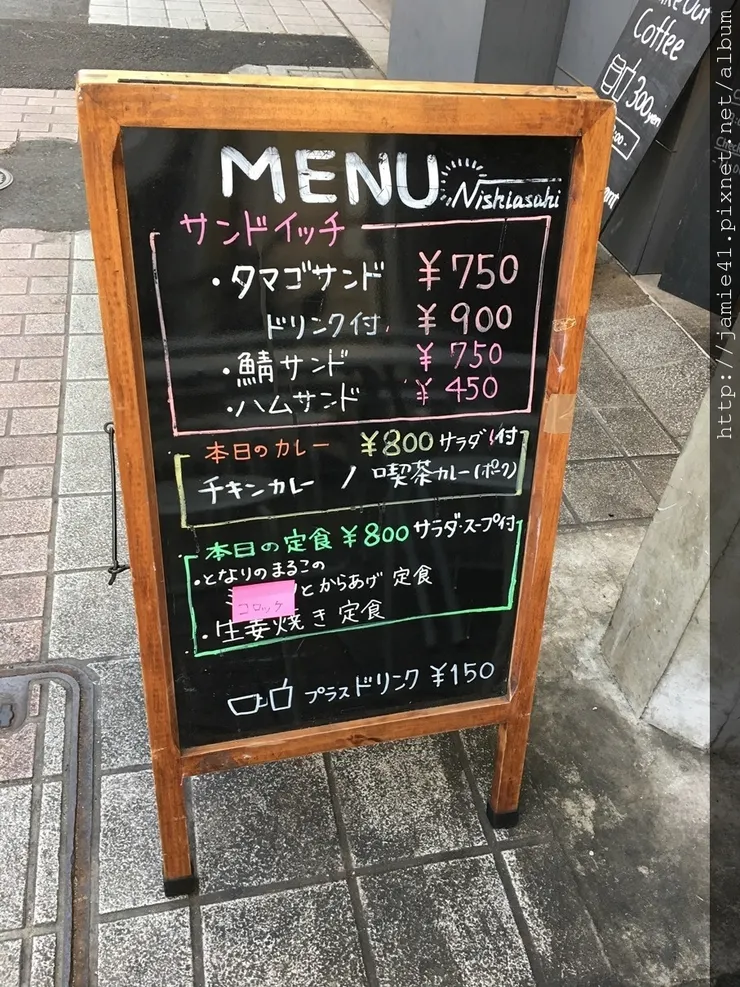 MENU Nishiasahi
サンドイッチ
・タマゴサンド ¥750
ドリンク付 ¥900
・鯖サンド ¥750
・ハムサンド ¥450
本日のカレー ¥800 サラダ付
チキンカレー / 喫茶カレー(ポーク)
本日の定食 ¥800 サラダ・スープ付
・となりのまるこの
コロッケ とからあげ 定食
・生姜焼き 定食
プラスドリンク ¥150
Out
Coffee
300yen
http://jamie41.pixnet.net/album